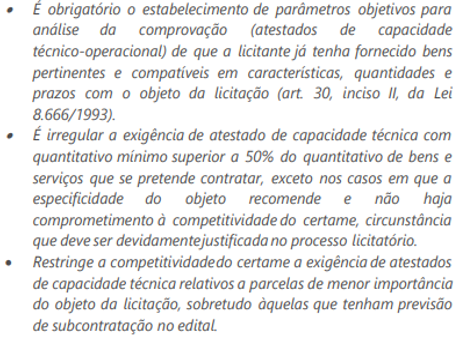 • É obrigatório o estabelecimento de parâmetros objetivos para
análise da comprovação (atestados de capacidade
técnico-operacional) de que a licitante já tenha fornecido bens
pertinentes e compatíveis em características, quantidades e
prazos com o objeto da licitação (art. 30, inciso II, da Lei
8.666/1993).
• É irregular a exigência de atestado de capacidade técnica com
quantitativo mínimo superior a 50% do quantitativo de bens e
serviços que se pretende contratar, exceto nos casos em que a
especificidade do objeto recomende e não haja
comprometimento à competitividade do certame, circunstância
que deve ser devidamente justificada no processo licitatório.
• Restringe a competitividade do certame a exigência de atestados
de capacidade técnica relativos a parcelas de menor importância
do objeto da licitação, sobretudo àquelas que tenham previsão
de subcontratação no edital.